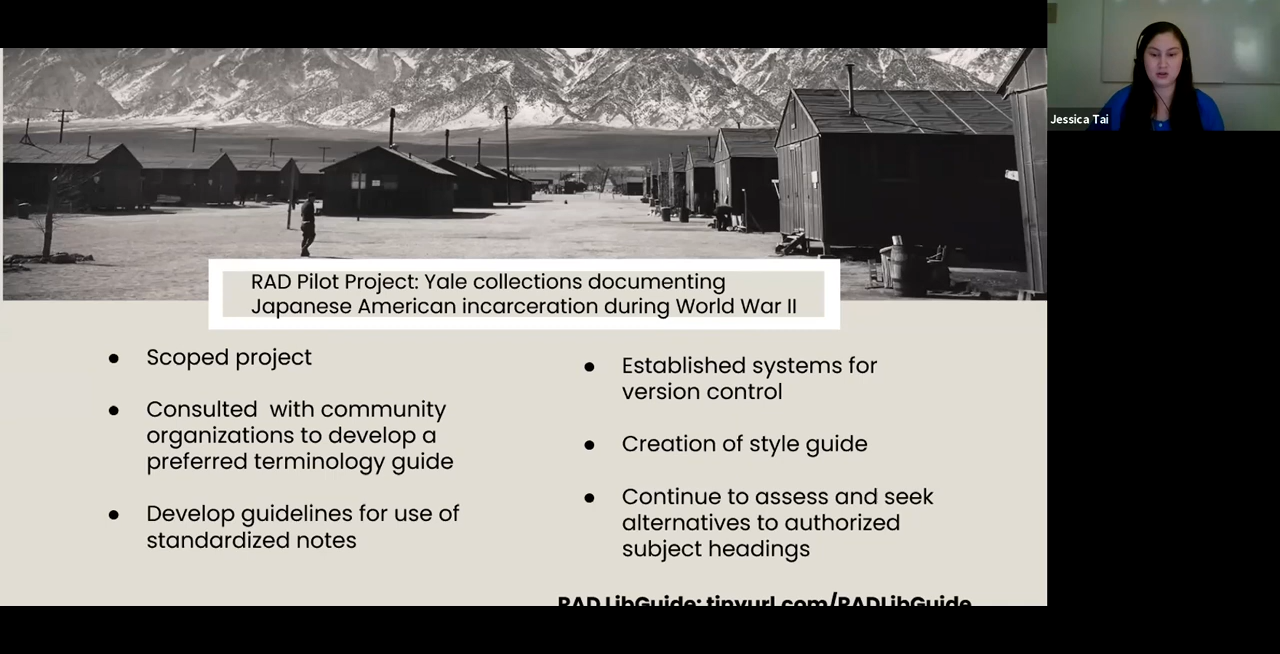 Jessica Tai
RAD Pilot Project: Yale collections documenting
Japanese American incarceration during World War II
● Scoped project
● Consulted  with community
organizations to develop a
preferred terminology guide
● Develop guidelines for use of
standardized notes
● Established systems for
version control
● Creation of style guide
● Continue to assess and seek
alternatives to authorized
subject headings
RAD LibGuide: tinyurl.com/RADLibGuide